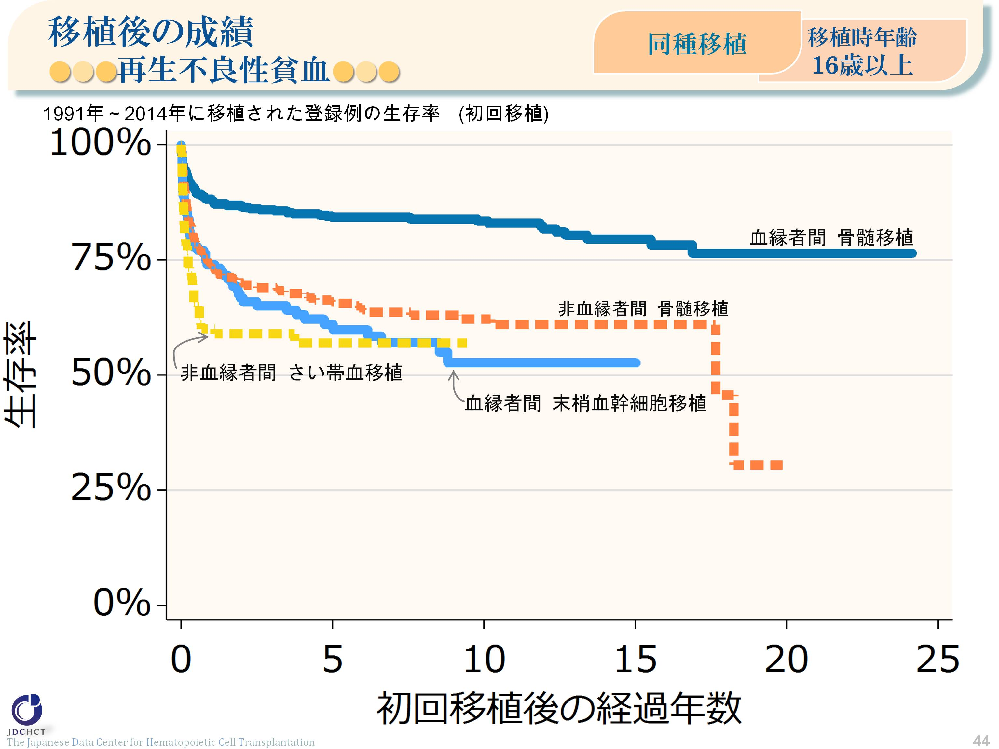 移植後の成績
再生不良性貧血
同種移植
移植時年齢
16歳以上
1991年~2014年に移植された登録例の生存率 (初回移植)
100%
75%
50%
25%
0%
生存率
血縁者間 骨髄移植
非血縁者間 骨髄移植
非血縁者間 さい帯血移植
血縁者間 末梢血幹細胞移植
0 5 10 15 20 25
初回移植後の経過年数
JDCHCT
The Japanese Data Center for Hematopoietic Cell Transplantation
44